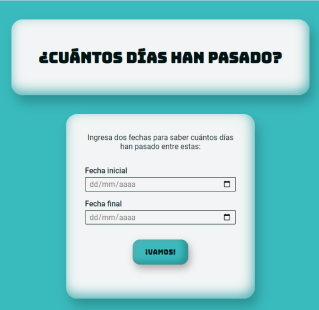 ¿CUÁNTOS DÍAS HAN PASADO?
Ingresa dos fechas para saber cuántos días
han pasado entre estas:
Fecha inicial
dd/mm/aaaa
Fecha final
dd/mm/aaaa
¡VAMOS!